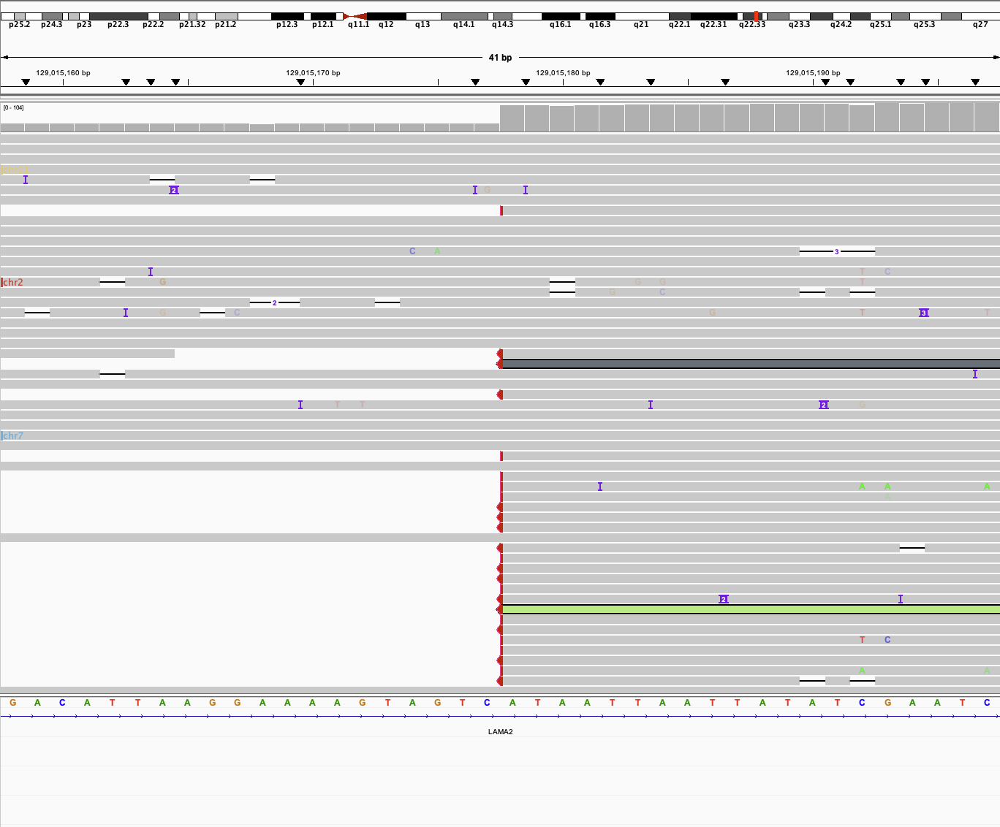 p25.2 p24.3 p23 p22.3 p22.2 p21.32 p21.2 p12.3 p12.1 q11.1 q12 q13 q14.1 q14.3 q16.1 q16.3 q21 q22.1 q22.31 q22.33 q23.3 q24.2 q25.1 q25.3 q27
41 bp
129,015,160 bp 129,015,170 bp 129,015,180 bp 129,015,190 bp
[0 - 104]
2 G
C A 3
T C
chr2 G G G T
G C
2
G C G T 3 T
T T 2 G
chr7
A A A
A
2
T C
A A
G A C A T T A A G G A A A A G T A G T C A T A A T T A A T T A T A T C G A A T C
LAMA2